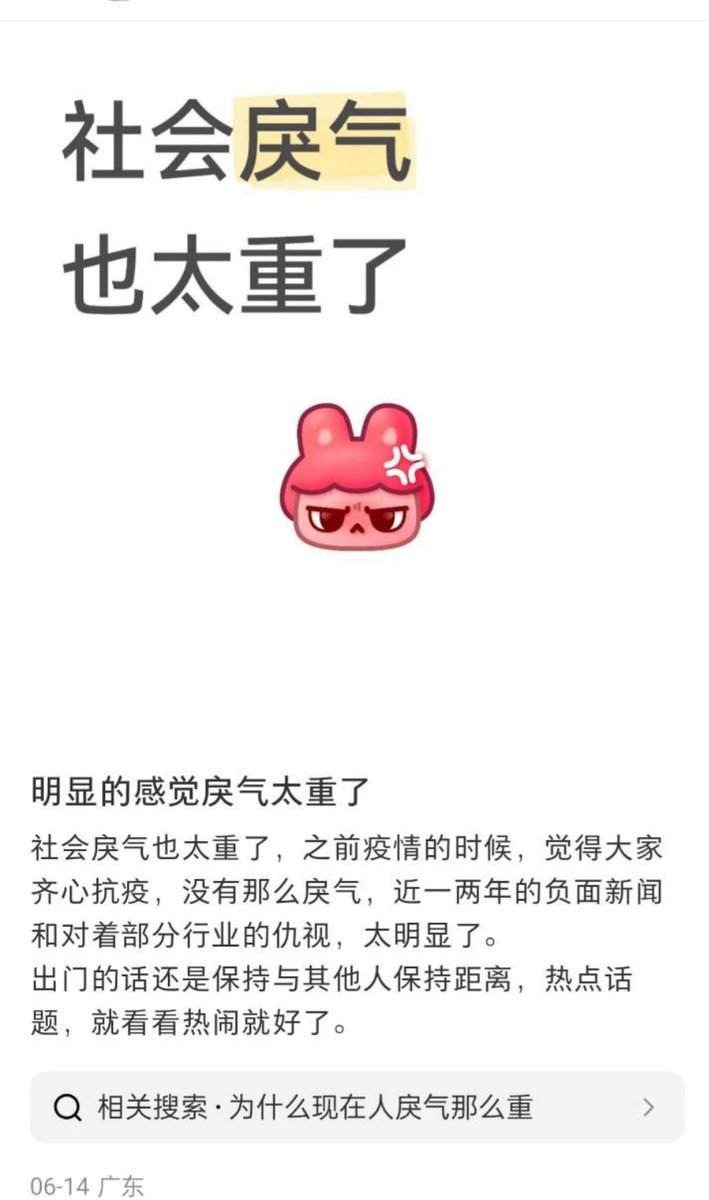 社会戾气
也太重了
明显的感觉戾气太重了
社会戾气也太重了，之前疫情的时候，觉得大家
齐心抗疫，没有那么戾气，近一两年的负面新闻
和对着部分行业的仇视，太明显了。
出门的话还是保持与其他人保持距离，热点话
题，就看看热闹就好了。
相关搜索·为什么现在人戾气那么重
06-14 广东